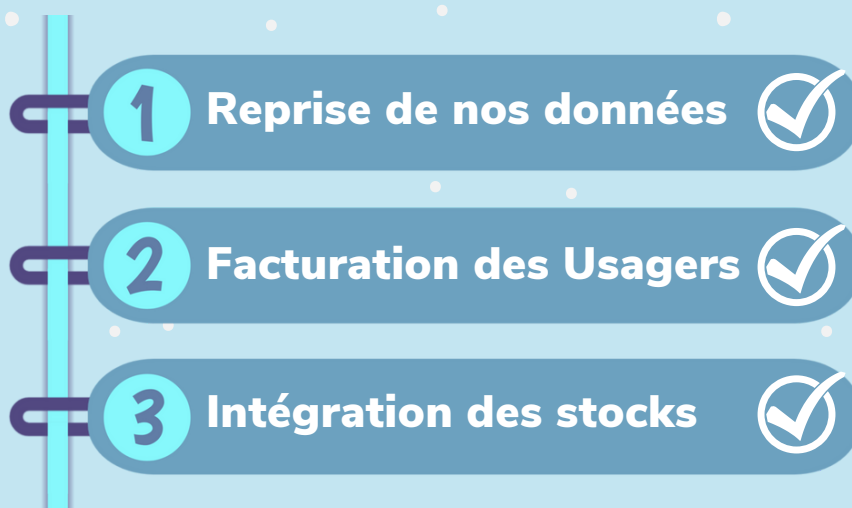 1 Reprise de nos données
2 Facturation des Usagers
3 Intégration des stocks